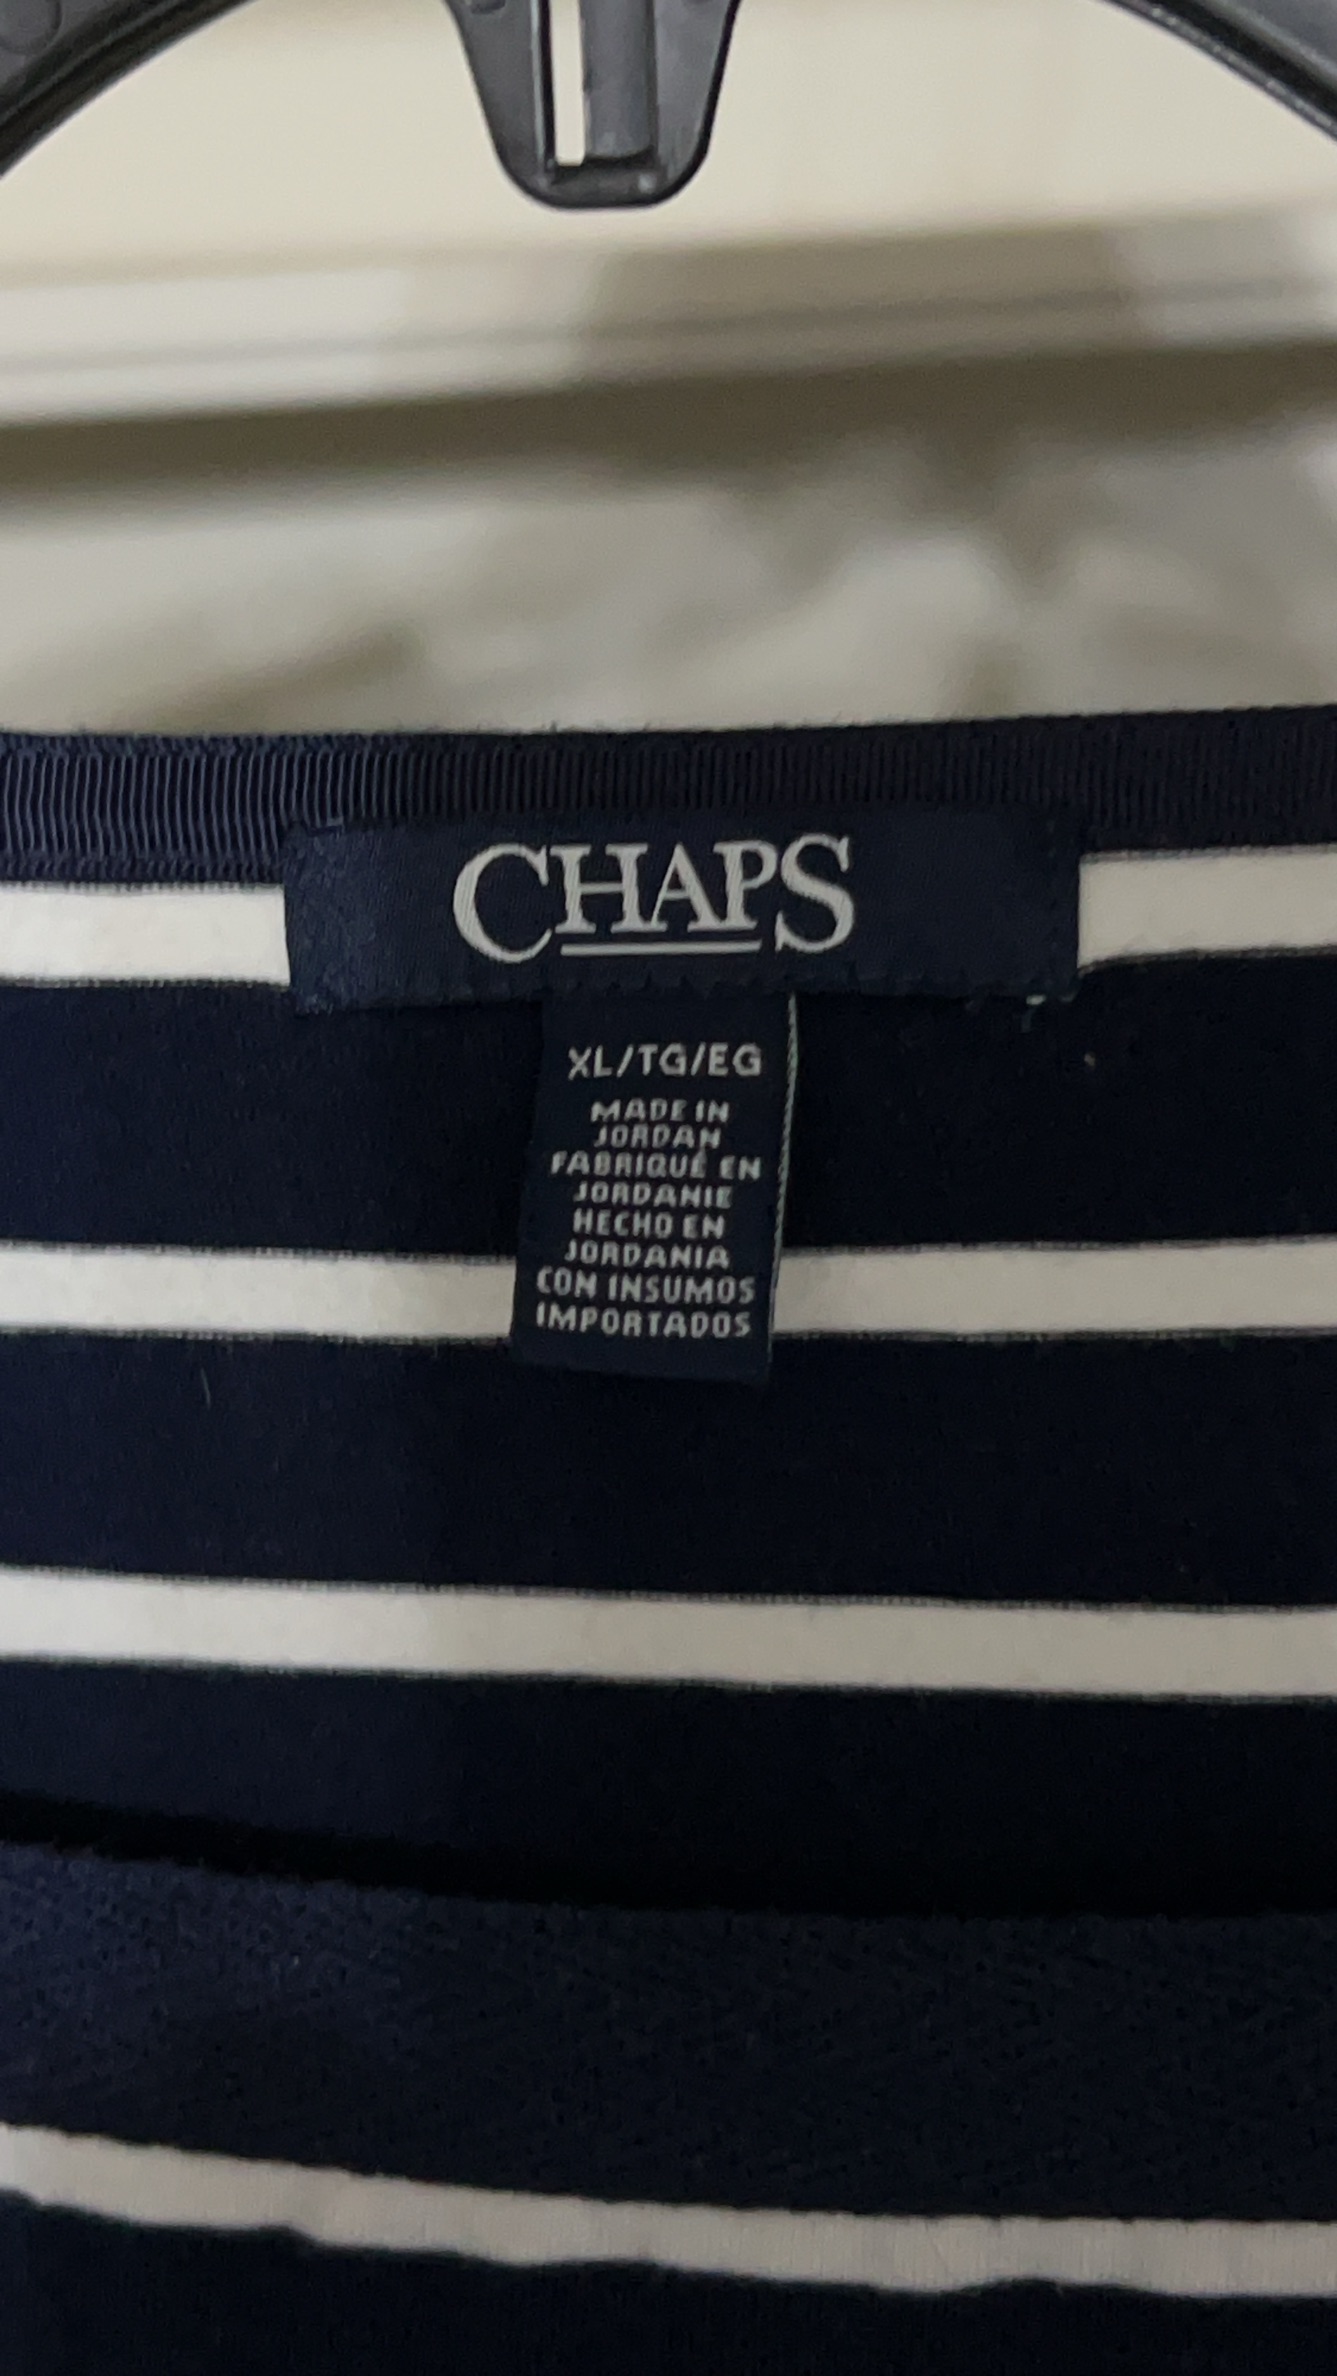 CHAPS
XL/TG/EG
MADE IN
JORDAN
FABRIQUÉ EN
JORDANIE
HECHO EN
JORDANIA
CON INSUMOS
IMPORTADOS